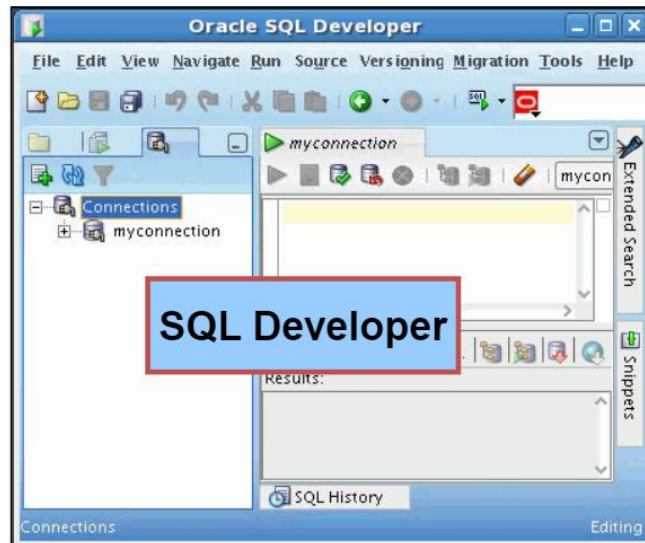 Oracle SQL Developer
File Edit View Navigate Run Source Versioning Migration Tools Help
myconnection
mycon
Connections
myconnection
SQL Developer
Results:
SQL History
Extended Search
Snippets
Connections
Editing